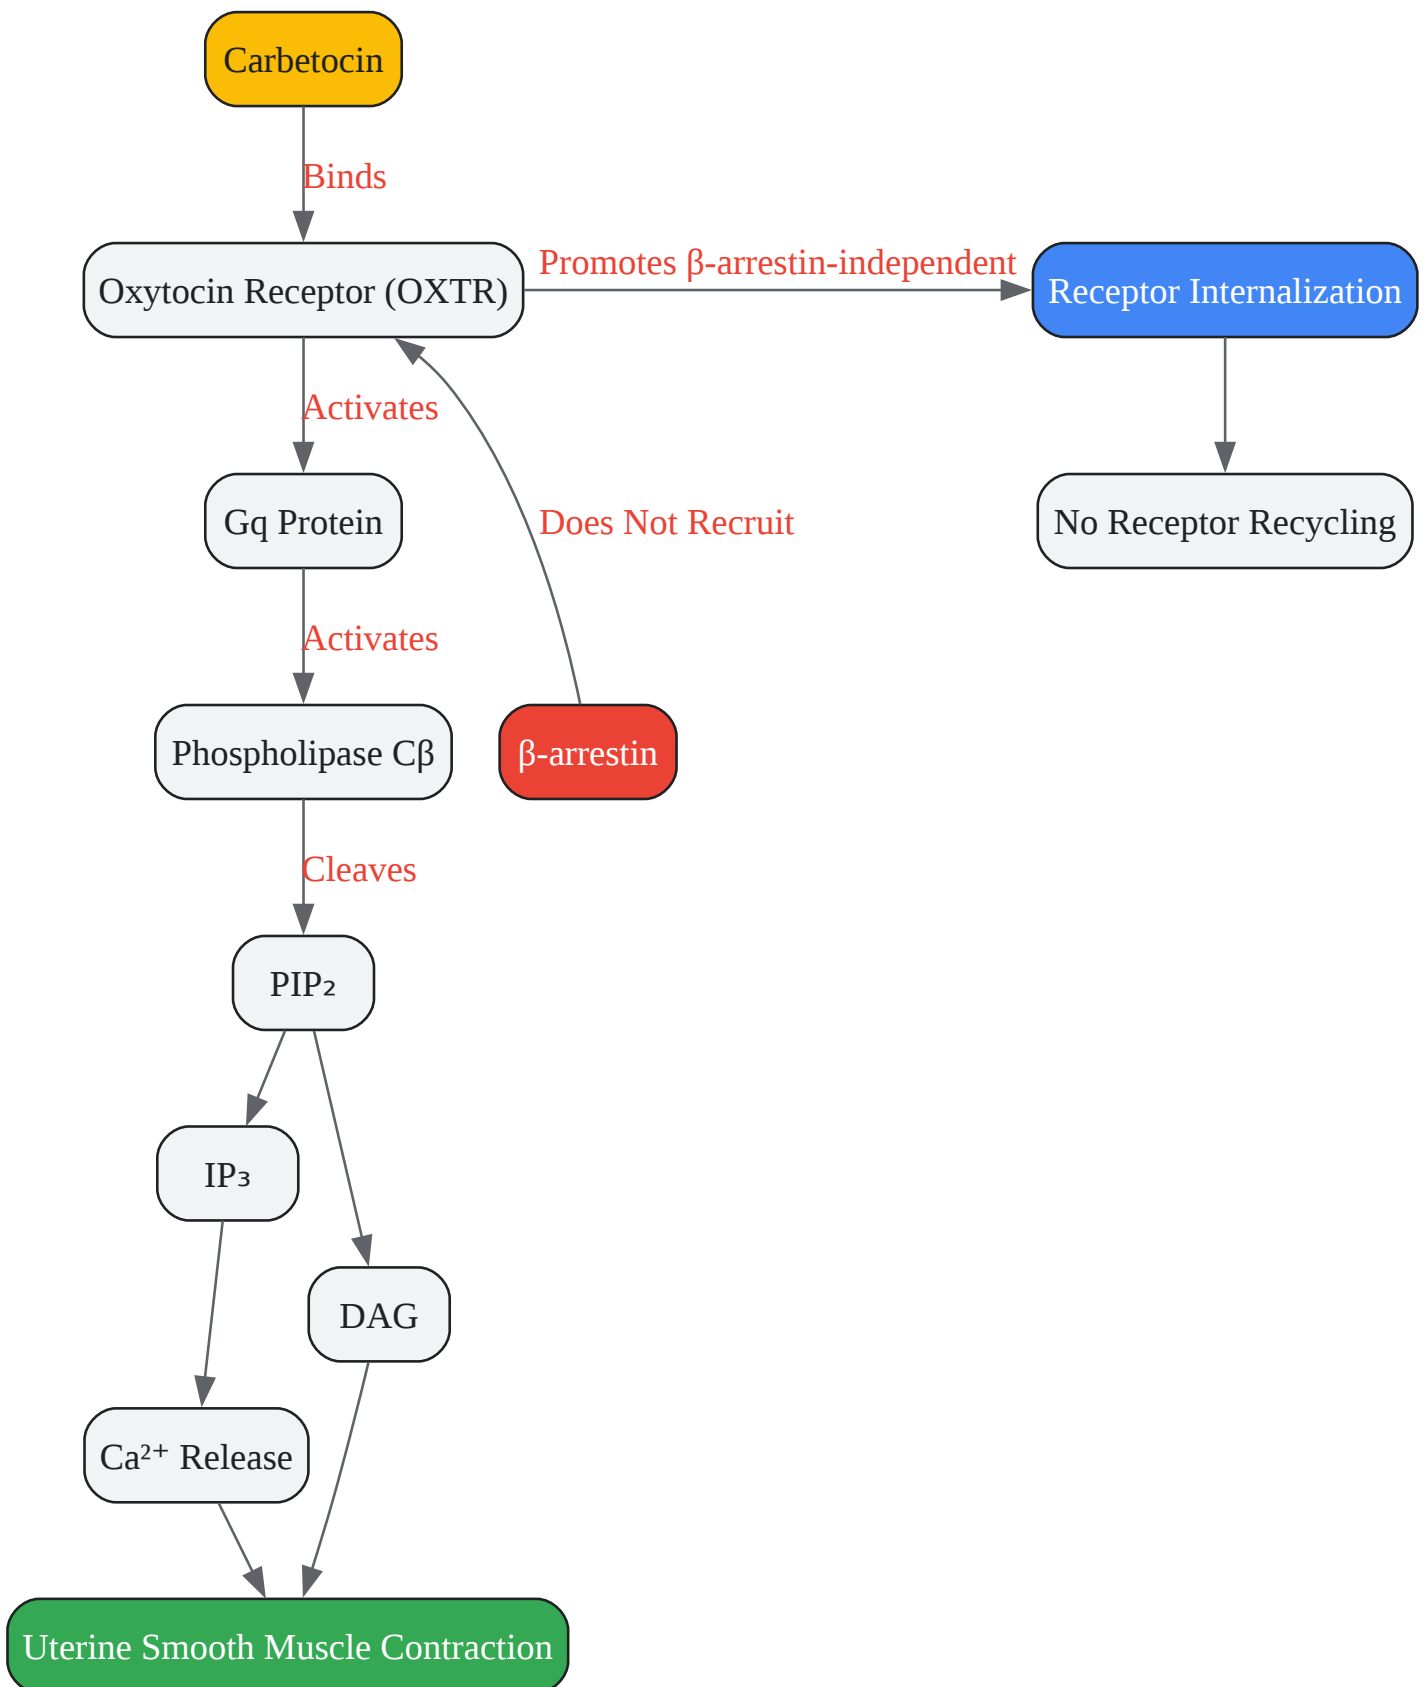 Carbetocin
Binds
Oxytocin Receptor (OXTR)
Promotes β-arrestin-independent
Receptor Internalization
Activates
Gq Protein
Does Not Recruit
No Receptor Recycling
Activates
Phospholipase Cβ
β-arrestin
Cleaves
PIP₂
IP₃
DAG
Ca²⁺ Release
Uterine Smooth Muscle Contraction